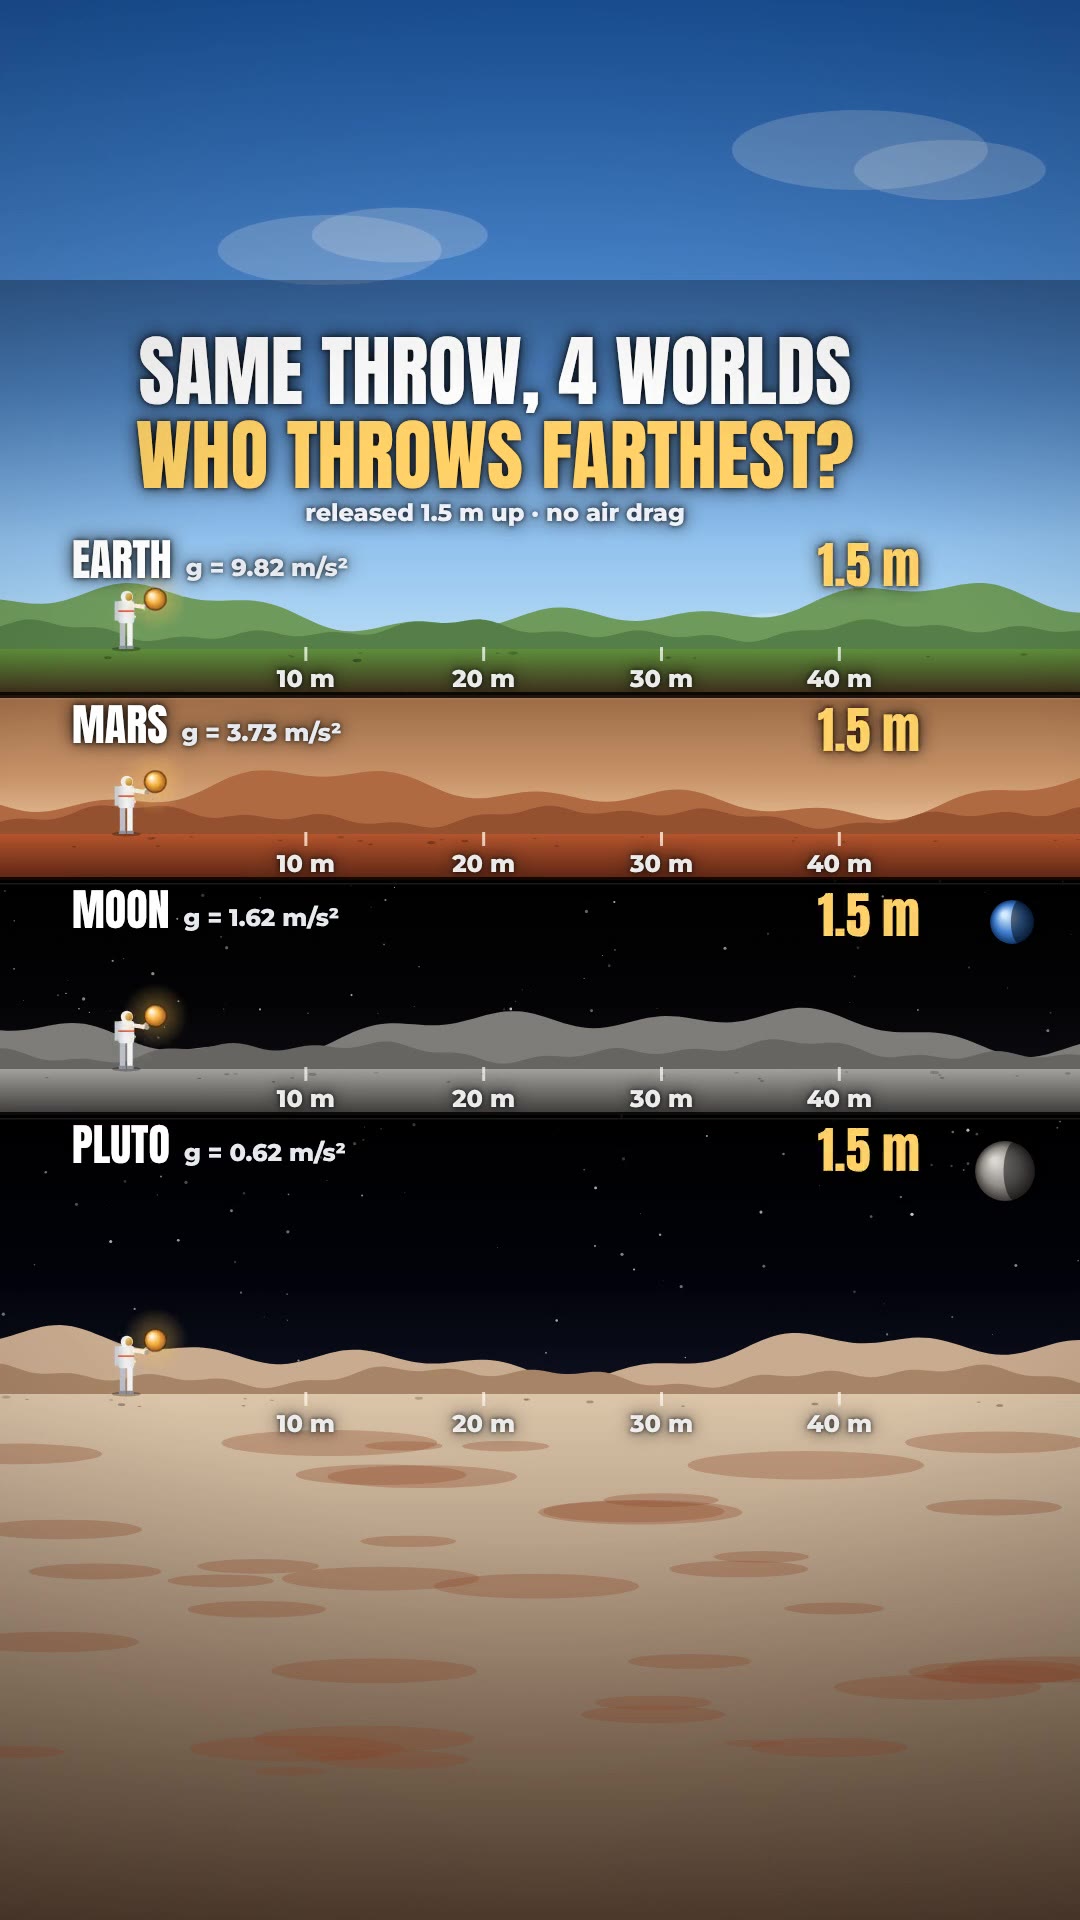 SAME THROW, 4 WORLDS
WHO THROWS FARTHEST?
released 1.5 m up · no air drag
EARTH g = 9.82 m/s² 1.5 m
10 m 20 m 30 m 40 m
MARS g = 3.73 m/s² 1.5 m
10 m 20 m 30 m 40 m
MOON g = 1.62 m/s² 1.5 m
10 m 20 m 30 m 40 m
PLUTO g = 0.62 m/s² 1.5 m
10 m 20 m 30 m 40 m